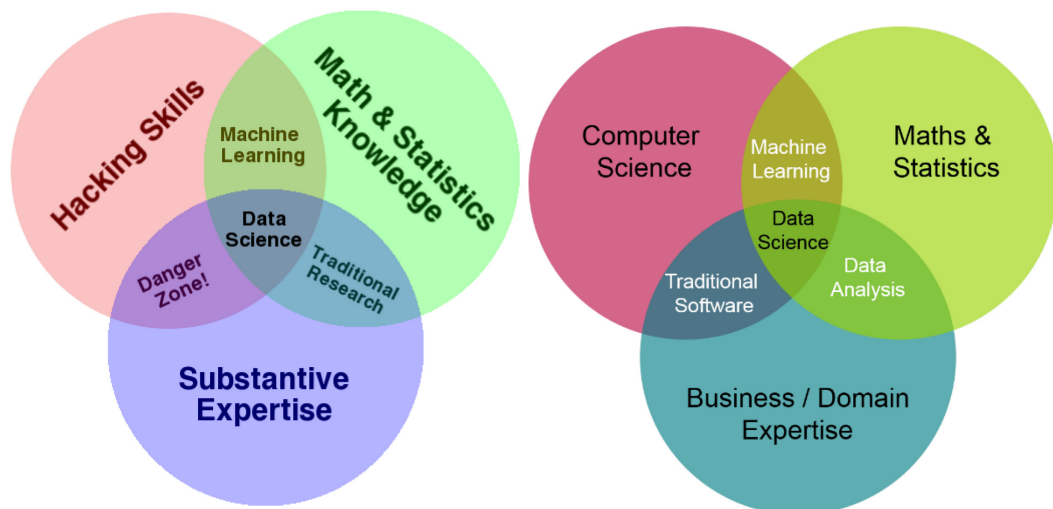 Hacking Skills
Math & Statistics
Knowledge
Machine
Learning
Data
Science
Danger
Zone!
Traditional
Research
Substantive
Expertise
Computer
Science
Maths &
Statistics
Machine
Learning
Data
Science
Traditional
Software
Data
Analysis
Business / Domain
Expertise